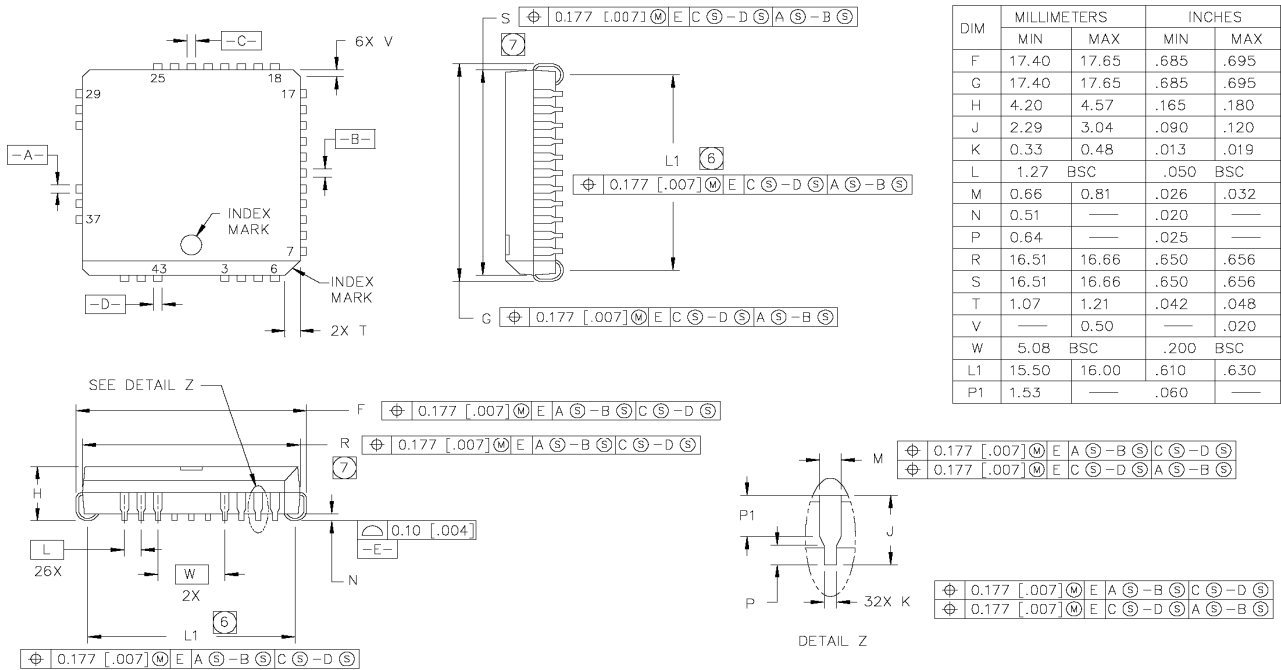 -C-
6X V
25
18
29
17
-A-
-B-
37
INDEX
MARK
7
43
3
6
INDEX
MARK
-D-
2X T
S ⌖ 0.177 [.007] Ⓜ E C Ⓢ -D Ⓢ A Ⓢ -B Ⓢ
7
L1 6
⌖ 0.177 [.007] Ⓜ E C Ⓢ -D Ⓢ A Ⓢ -B Ⓢ
G ⌖ 0.177 [.007] Ⓜ E C Ⓢ -D Ⓢ A Ⓢ -B Ⓢ
DIM MILLIMETERS INCHES
MIN MAX MIN MAX
F 17.40 17.65 .685 .695
G 17.40 17.65 .685 .695
H 4.20 4.57 .165 .180
J 2.29 3.04 .090 .120
K 0.33 0.48 .013 .019
L 1.27 BSC .050 BSC
M 0.66 0.81 .026 .032
N 0.51 — .020 —
P 0.64 — .025 —
R 16.51 16.66 .650 .656
S 16.51 16.66 .650 .656
T 1.07 1.21 .042 .048
V — 0.50 — .020
W 5.08 BSC .200 BSC
L1 15.50 16.00 .610 .630
P1 1.53 — .060 —
SEE DETAIL Z
F ⌖ 0.177 [.007] Ⓜ E A Ⓢ -B Ⓢ C Ⓢ -D Ⓢ
R ⌖ 0.177 [.007] Ⓜ E A Ⓢ -B Ⓢ C Ⓢ -D Ⓢ
7
H
⌓ 0.10 [.004]
-E-
L
26X
W
2X
N
L1 6
⌖ 0.177 [.007] Ⓜ E A Ⓢ -B Ⓢ C Ⓢ -D Ⓢ
M ⌖ 0.177 [.007] Ⓜ E A Ⓢ -B Ⓢ C Ⓢ -D Ⓢ
⌖ 0.177 [.007] Ⓜ E C Ⓢ -D Ⓢ A Ⓢ -B Ⓢ
P1
J
P
32X K
⌖ 0.177 [.007] Ⓜ E A Ⓢ -B Ⓢ C Ⓢ -D Ⓢ
⌖ 0.177 [.007] Ⓜ E C Ⓢ -D Ⓢ A Ⓢ -B Ⓢ
DETAIL Z